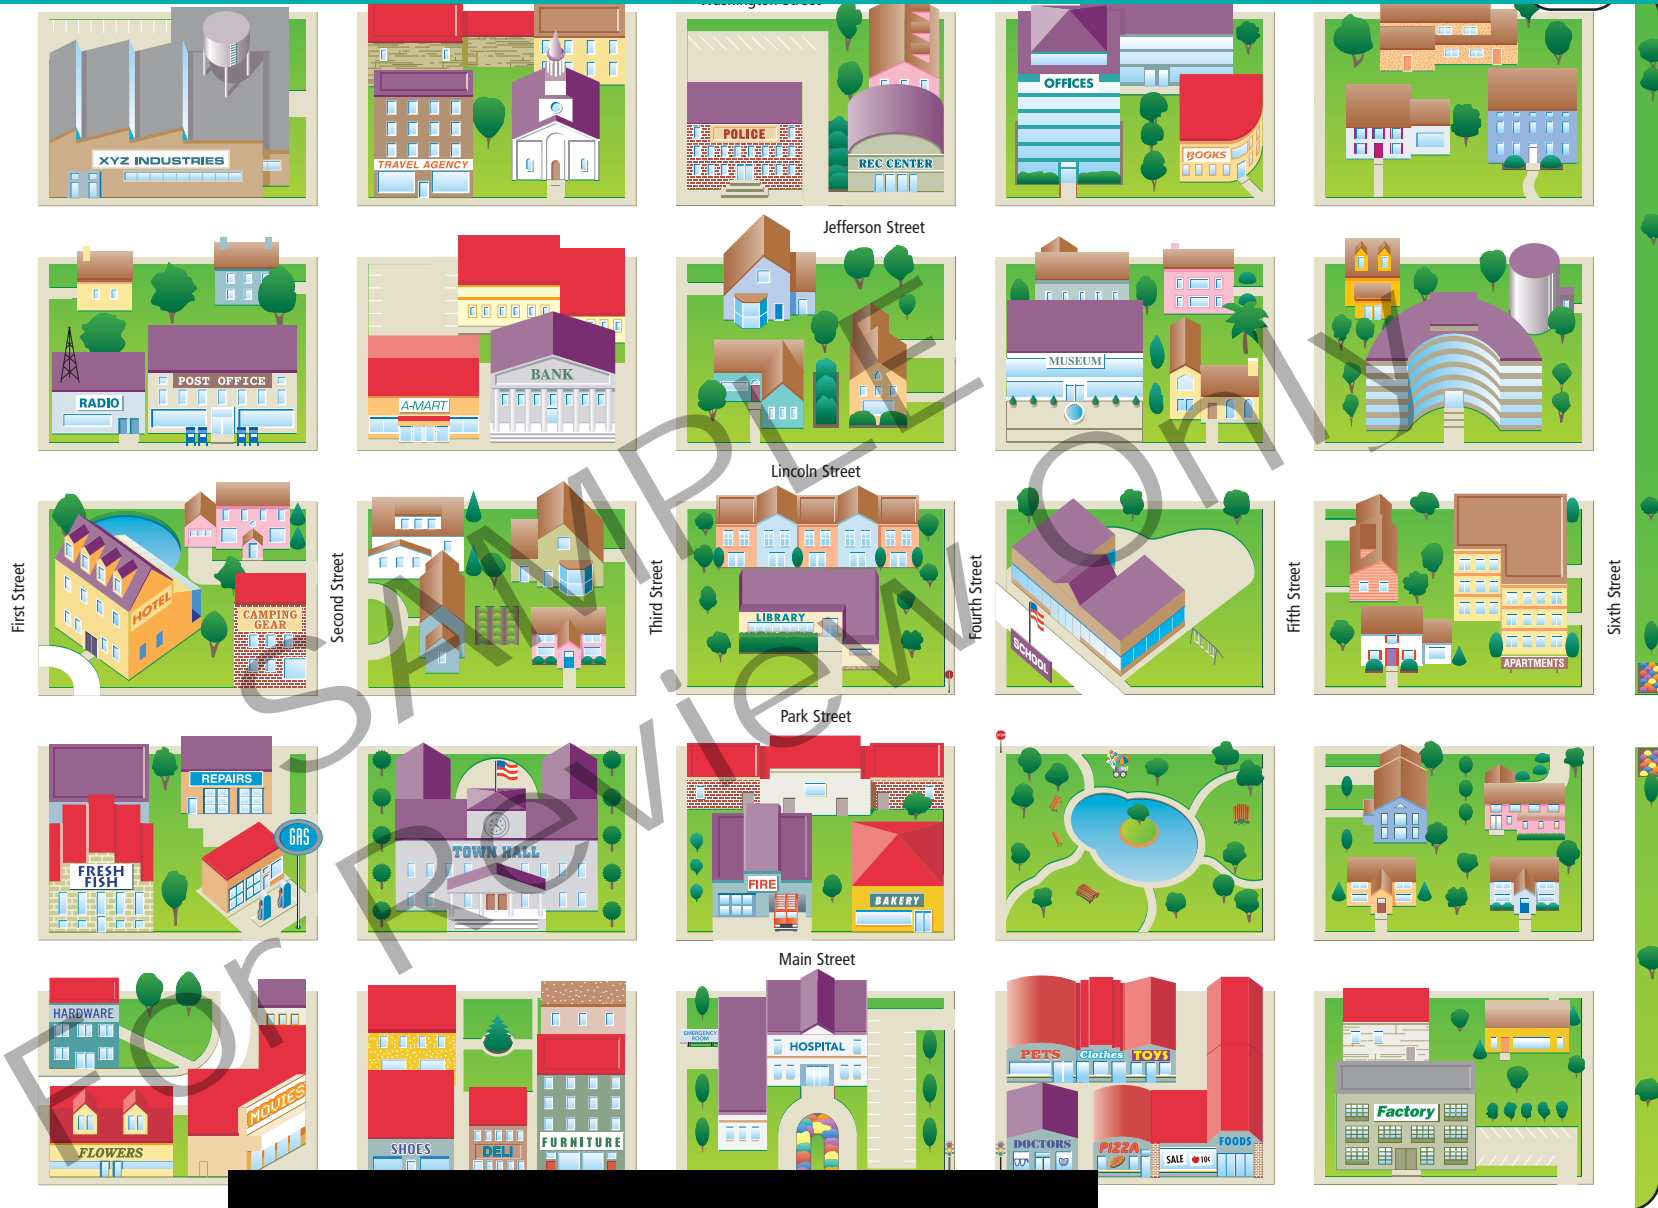 Washington Street
OFFICES
XYZ INDUSTRIES
TRAVEL AGENCY
POLICE
REC CENTER
BOOKS
Jefferson Street
RADIO
POST OFFICE
A-MART
BANK
MUSEUM
Lincoln Street
First Street
Second Street
Third Street
Fourth Street
Fifth Street
Sixth Street
HOTEL
CAMPING
GEAR
LIBRARY
SCHOOL
APARTMENTS
Park Street
REPAIRS
GAS
FRESH
FISH
TOWN HALL
FIRE
BAKERY
Main Street
HARDWARE
MOVIES
FLOWERS
SHOES
DELI
FURNITURE
EMERGENCY
ROOM
HOSPITAL
PETS
Clothes
TOYS
DOCTORS
PIZZA
SALE
10¢
FOODS
Factory
SAMPLE
For Review Only